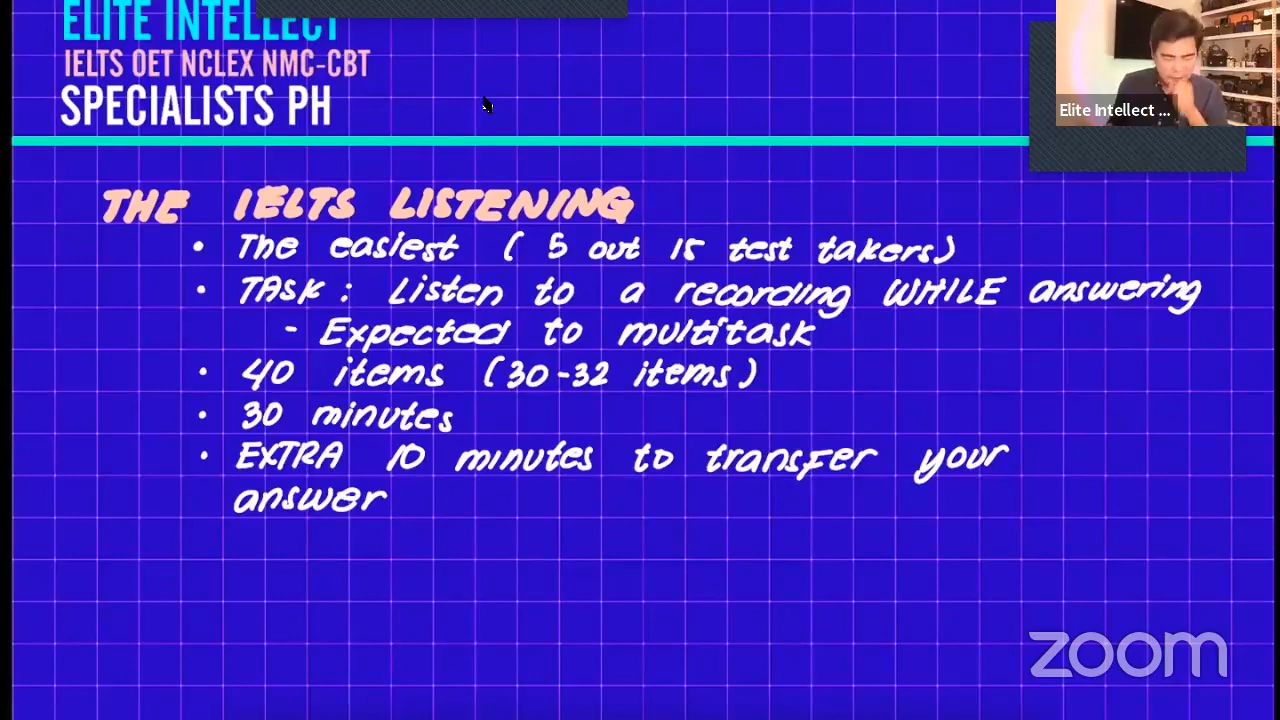 ELITE INTELLECT
IELTS OET NCLEX NMC-CBT
SPECIALISTS PH
Elite Intellect ...
THE IELTS LISTENING
• The easiest ( 5 out 15 test takers)
• TASK : Listen to a recording WHILE answering
- Expected to multitask
• 40 items (30-32 items)
• 30 minutes
• EXTRA 10 minutes to transfer your
answer
zoom